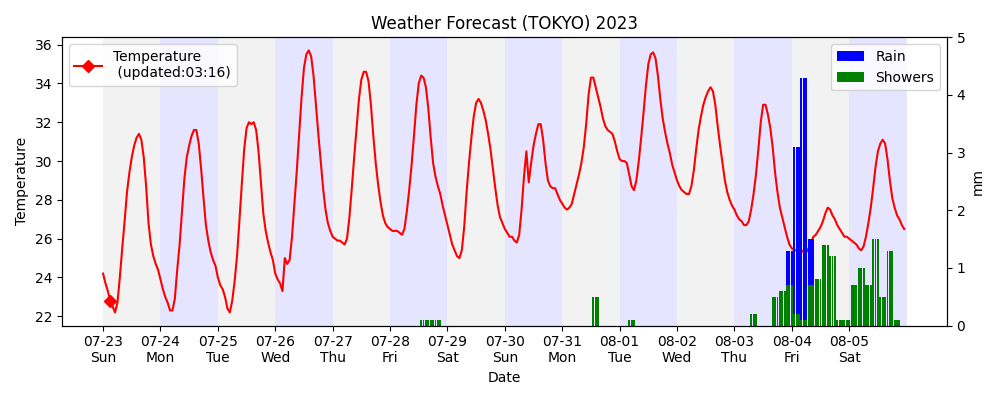 Weather Forecast (TOKYO) 2023
Temperature
(updated:03:16)
Rain
Showers
36
34
32
30
28
26
24
22
Temperature
5
4
3
2
1
0
mm
07-23 07-24 07-25 07-26 07-27 07-28 07-29 07-30 07-31 08-01 08-02 08-03 08-04 08-05
Sun Mon Tue Wed Thu Fri Sat Sun Mon Tue Wed Thu Fri Sat
Date